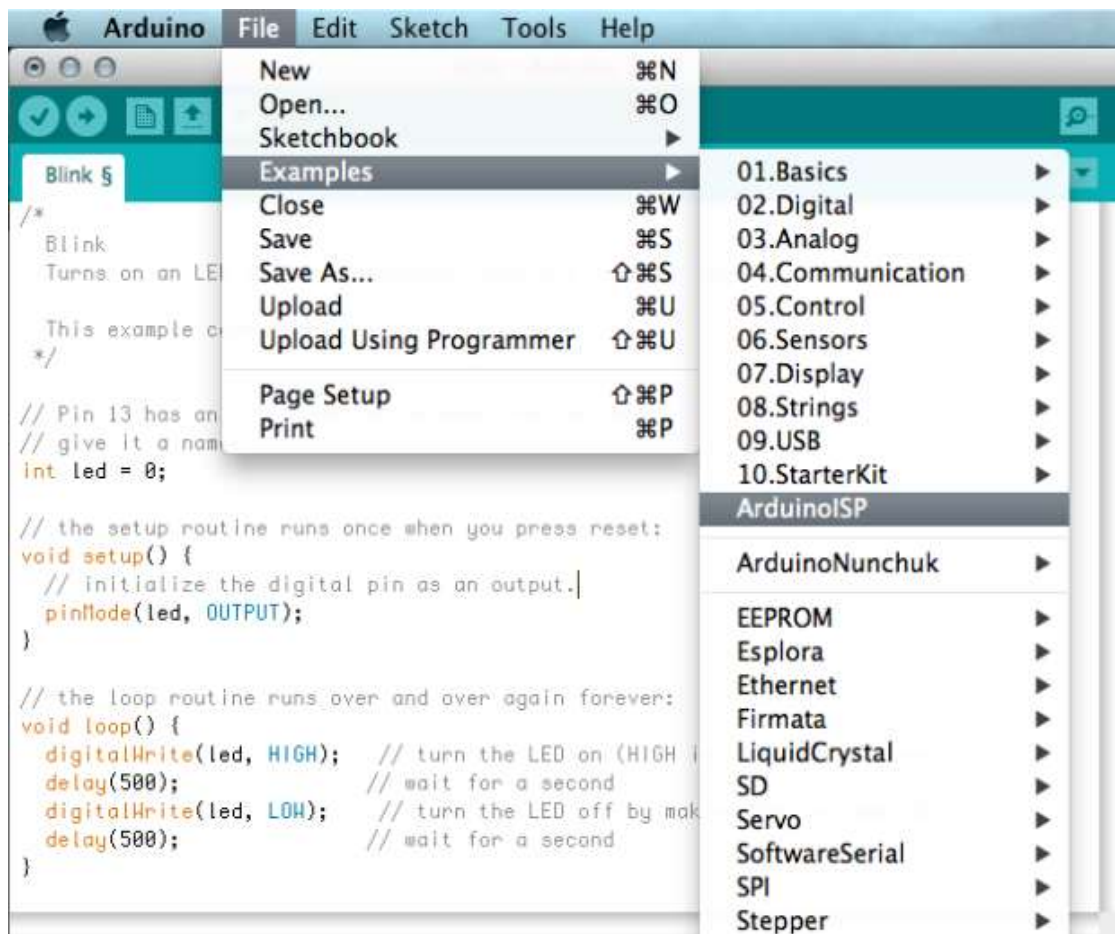 Arduino File Edit Sketch Tools Help
New ⌘N
Open... ⌘O
Sketchbook ▶
Examples ▶
Close ⌘W
Save ⌘S
Save As... ⇧⌘S
Upload ⌘U
Upload Using Programmer ⇧⌘U
Page Setup ⇧⌘P
Print ⌘P
01.Basics ▶
02.Digital ▶
03.Analog ▶
04.Communication ▶
05.Control ▶
06.Sensors ▶
07.Display ▶
08.Strings ▶
09.USB ▶
10.StarterKit ▶
ArduinoISP
ArduinoNunchuk ▶
EEPROM ▶
Esplora ▶
Ethernet ▶
Firmata ▶
LiquidCrystal ▶
SD ▶
Servo ▶
SoftwareSerial ▶
SPI ▶
Stepper ▶
Blink §
/*
Blink
Turns on an
This example
*/
// Pin 13 has an
// give it a
int led = 0;
// the setup routine runs once when you press reset:
void setup() {
// initialize the digital pin as an output.
pinMode(led, OUTPUT);
}
// the loop routine runs over and over again forever:
void loop() {
digitalWrite(led, HIGH); // turn the LED on (HIGH
delay(500); // wait for a second
digitalWrite(led, LOW); // turn the LED off by
delay(500); // wait for a second
}